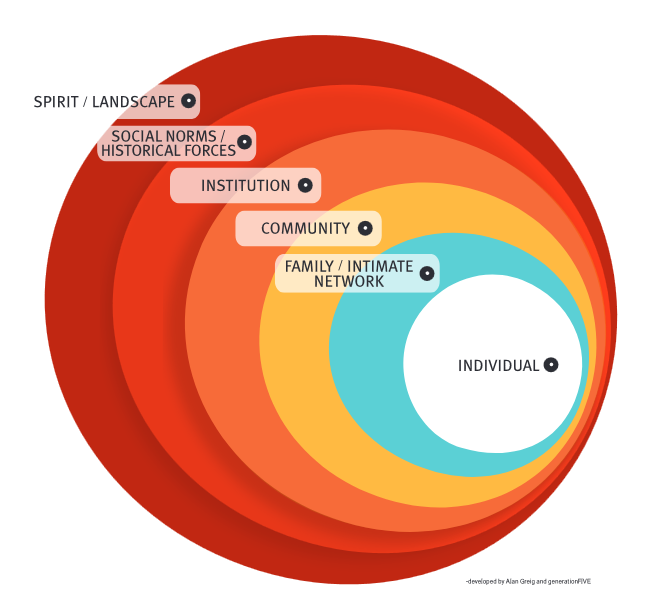 SPIRIT / LANDSCAPE
SOCIAL NORMS /
HISTORICAL FORCES
INSTITUTION
COMMUNITY
FAMILY / INTIMATE
NETWORK
INDIVIDUAL
-developed by Alan Greig and generationFIVE